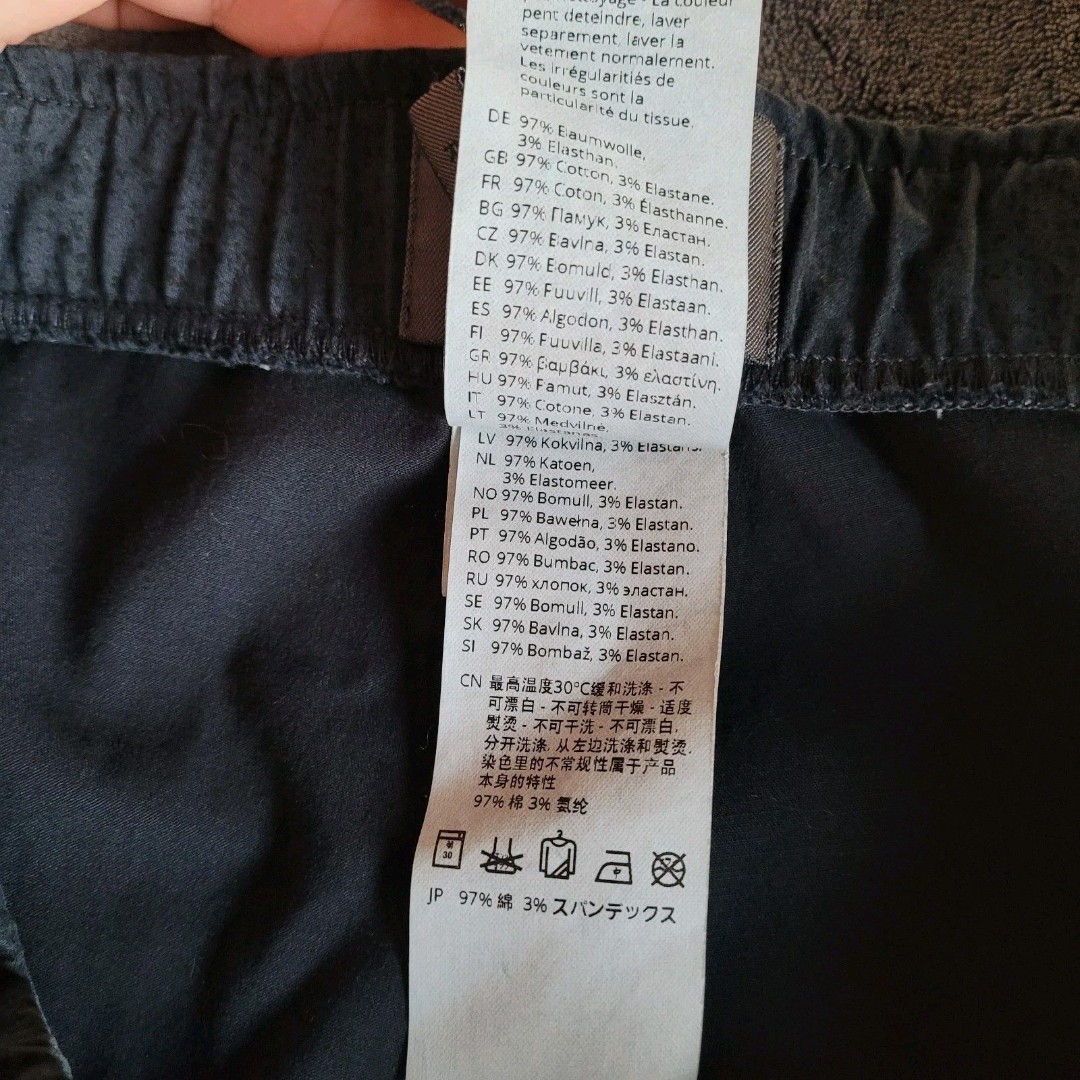 pent deteindre, laver
separement, laver la
vetement normalement.
Les irrégularitiés de
couleurs sont la
particularité du tissue.
DE 97% Baumwolle,
3% Elasthan.
GB 97% Cotton, 3% Elastane.
FR 97% Coton, 3% Élasthanne.
BG 97% Памук, 3% Еластан.
CZ 97% Bavlna, 3% Elastan.
DK 97% Bomuld, 3% Elasthan.
EE 97% Fuuvill, 3% Elastaan.
ES 97% Algodon, 3% Elasthan.
FI 97% Fuuvilla, 3% Elastaani.
GR 97% βαμβάκι, 3% ελαστίνη.
HU 97% Pamut, 3% Elasztán.
IT 97% Cotone, 3% Elastan.
LT 97% Medvilnė,
LV 97% Kokvilna, 3% Elastāns.
NL 97% Katoen,
3% Elastomeer.
NO 97% Bomull, 3% Elastan.
PL 97% Bawełna, 3% Elastan.
PT 97% Algodão, 3% Elastano.
RO 97% Bumbac, 3% Elastan.
RU 97% хлопок, 3% эластан.
SE 97% Bomull, 3% Elastan.
SK 97% Bavlna, 3% Elastan.
SI 97% Bombaž, 3% Elastan.
CN 最高温度30°C缓和洗涤 - 不
可漂白 - 不可转筒干燥 - 适度
熨烫 - 不可干洗 - 不可漂白,
分开洗涤, 从左边洗涤和熨烫.
染色里的不常规性属于产品
本身的特性
97% 棉 3% 氨纶
30
中
JP 97% 綿 3% スパンデックス